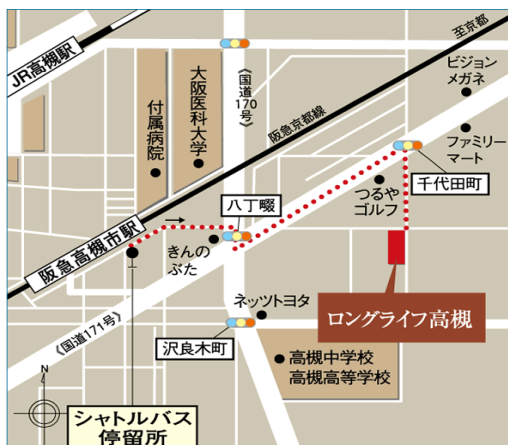 至京都
ビジョン
メガネ
JR高槻駅
《国道170号》
大阪医科大学
付属病院
阪急京都線
ファミリー
マート
千代田町
つるや
ゴルフ
八丁畷
阪急高槻市駅
→
きんの
ぶた
ネッツトヨタ
ロングライフ高槻
《国道171号》
沢良木町
高槻中学校
高槻高等学校
N
シャトルバス
停留所